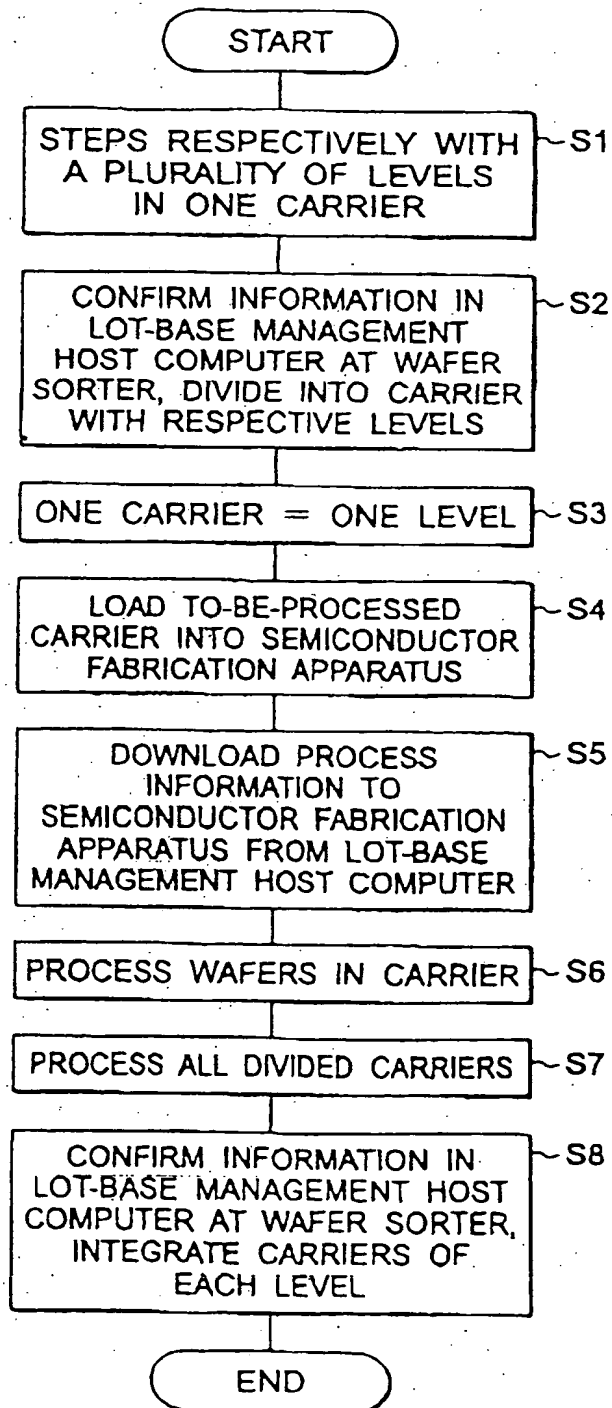 START
STEPS RESPECTIVELY WITH
A PLURALITY OF LEVELS
IN ONE CARRIER
S1
CONFIRM INFORMATION IN
LOT-BASE MANAGEMENT
HOST COMPUTER AT WAFER
SORTER, DIVIDE INTO CARRIER
WITH RESPECTIVE LEVELS
S2
ONE CARRIER = ONE LEVEL
S3
LOAD TO-BE-PROCESSED
CARRIER INTO SEMICONDUCTOR
FABRICATION APPARATUS
S4
DOWNLOAD PROCESS
INFORMATION TO
SEMICONDUCTOR FABRICATION
APPARATUS FROM LOT-BASE
MANAGEMENT HOST COMPUTER
S5
PROCESS WAFERS IN CARRIER
S6
PROCESS ALL DIVIDED CARRIERS
S7
CONFIRM INFORMATION IN
LOT-BASE MANAGEMENT HOST
COMPUTER AT WAFER SORTER,
INTEGRATE CARRIERS OF
EACH LEVEL
S8
END